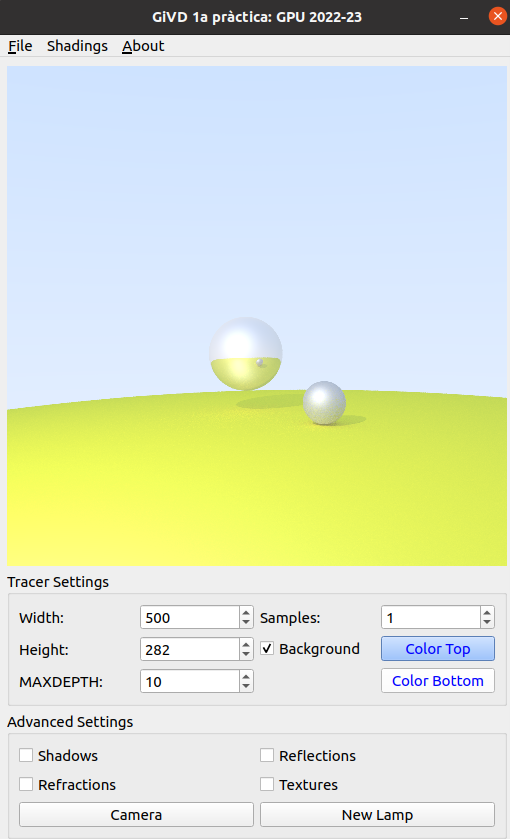 GiVD 1a pràctica: GPU 2022-23
File Shadings About
Tracer Settings
Width: 500 Samples: 1
Height: 282 Background Color Top
MAXDEPTH: 10 Color Bottom
Advanced Settings
Shadows Reflections
Refractions Textures
Camera New Lamp